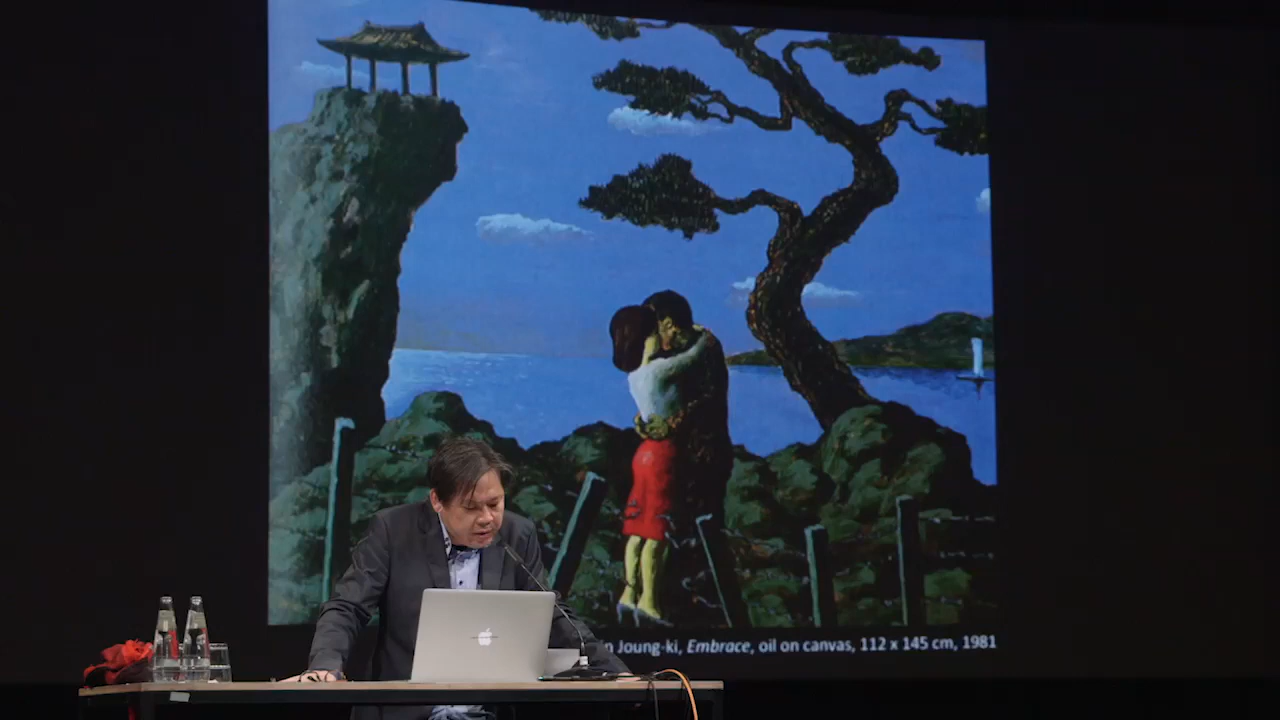 Joung-ki, Embrace, oil on canvas, 112 x 145 cm, 1981